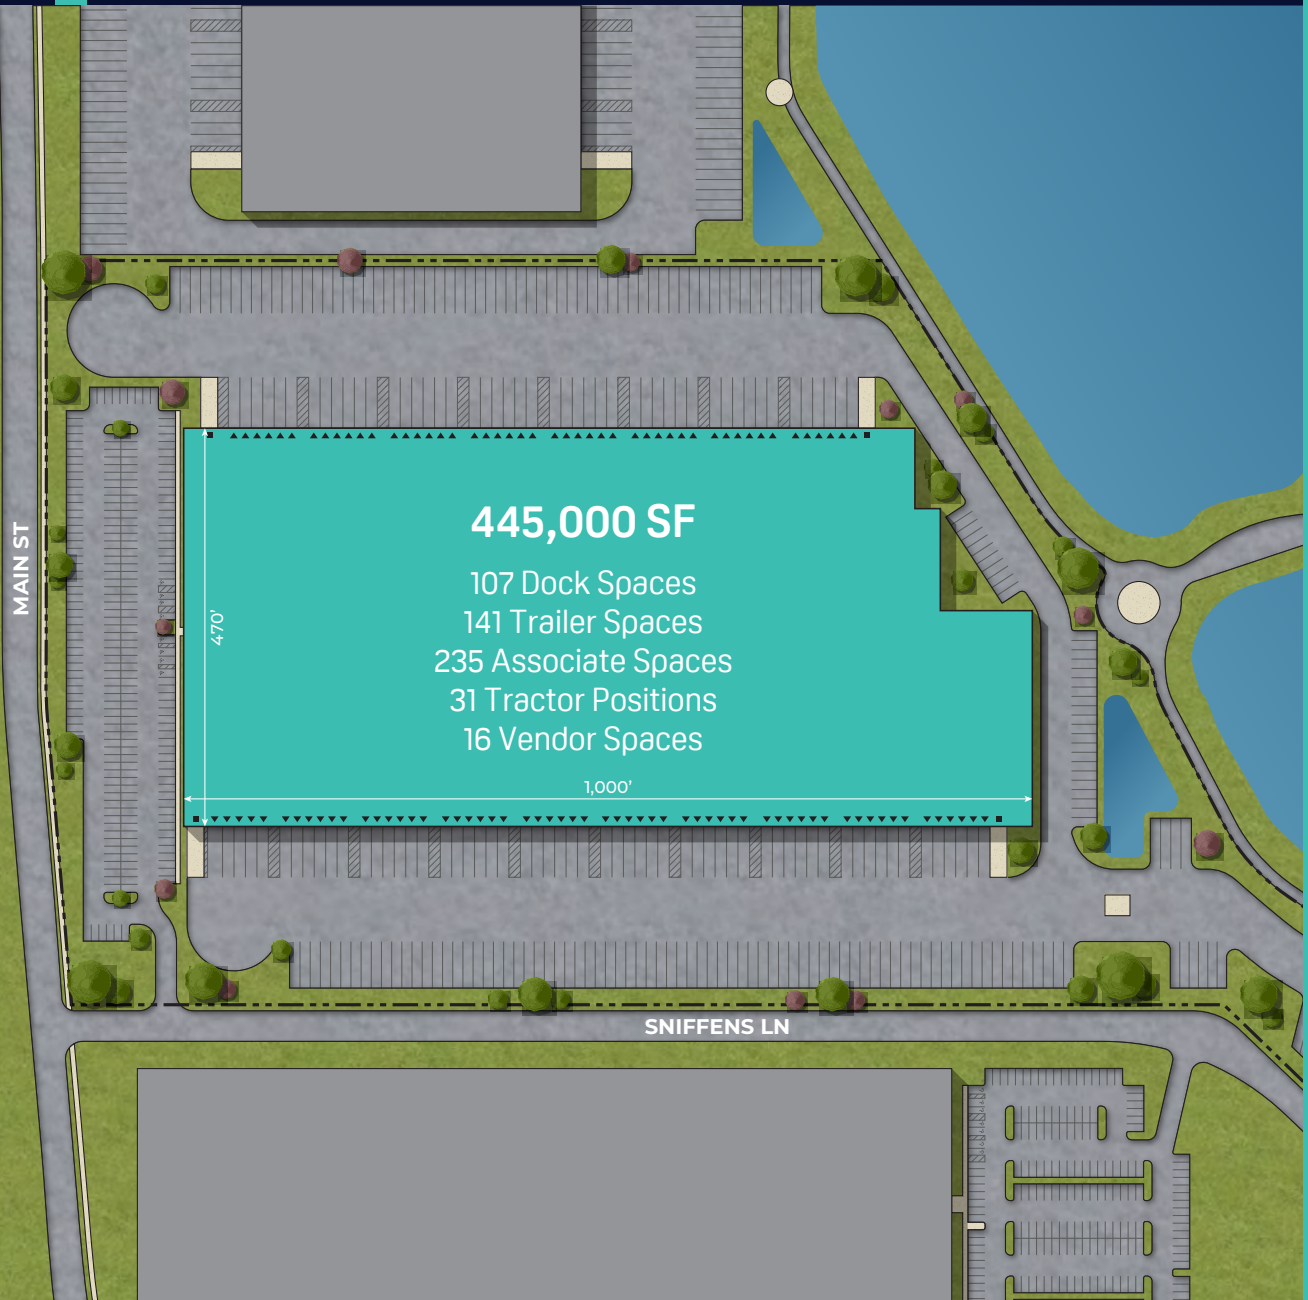 445,000 SF
107 Dock Spaces
141 Trailer Spaces
235 Associate Spaces
31 Tractor Positions
16 Vendor Spaces
470'
1,000'
MAIN ST
SNIFFENS LN